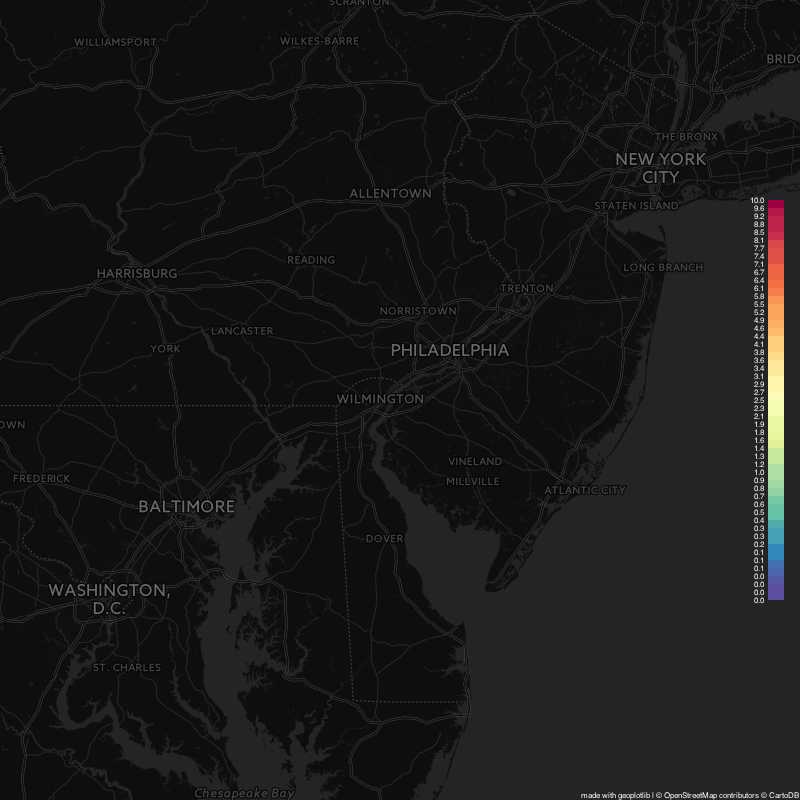 SCRANTON
WILLIAMSPORT
WILKES-BARRE
THE BRONX
NEW YORK
CITY
ALLENTOWN
STATEN ISLAND
READING
HARRISBURG
LONG BRANCH
TRENTON
NORRISTOWN
LANCASTER
YORK
PHILADELPHIA
WILMINGTON
OWN
VINELAND
FREDERICK
MILLVILLE
ATLANTIC CITY
BALTIMORE
DOVER
WASHINGTON,
D.C.
ST. CHARLES
Chesapeake Bay
10.0
9.6
9.2
8.8
8.5
8.1
7.7
7.4
7.1
6.7
6.4
6.1
5.8
5.5
5.2
4.9
4.6
4.4
4.1
3.8
3.6
3.4
3.1
2.9
2.7
2.5
2.3
2.1
1.9
1.8
1.6
1.4
1.3
1.2
1.0
0.9
0.8
0.7
0.6
0.5
0.4
0.3
0.3
0.2
0.1
0.1
0.1
0.0
0.0
0.0
0.0
made with geoplotlib | © OpenStreetMap contributors © CartoDB